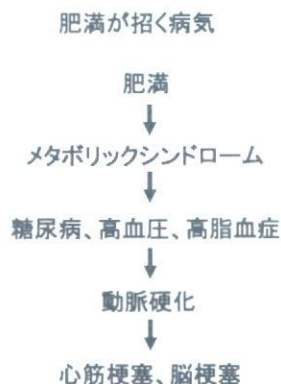 肥満が招く病気
肥満
メタボリックシンドローム
糖尿病、高血圧、高脂血症
動脈硬化
心筋梗塞、脳梗塞